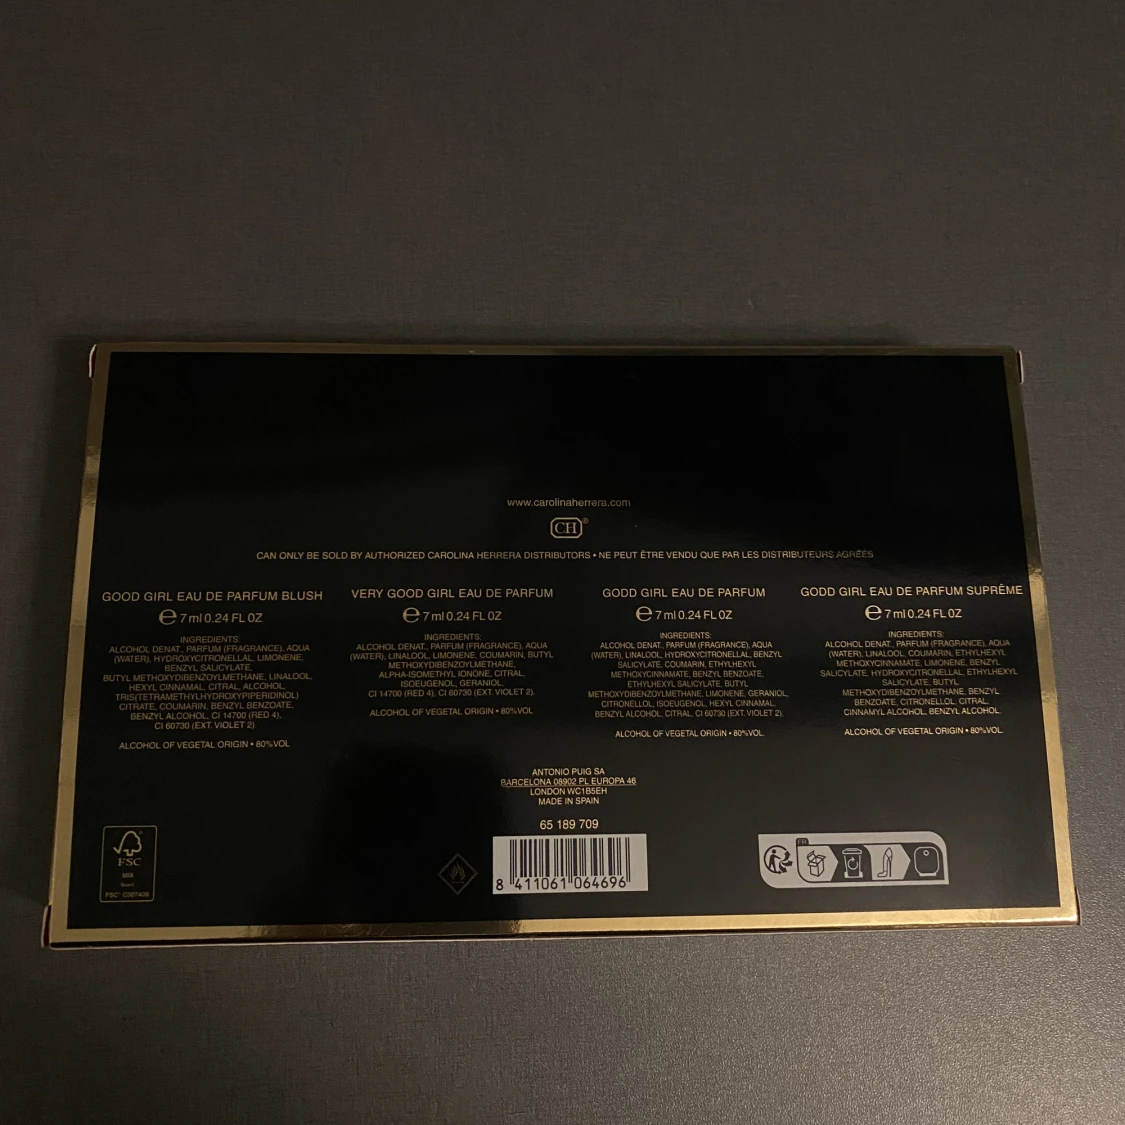 www.carolinaherrera.com
CH®
CAN ONLY BE SOLD BY AUTHORIZED CAROLINA HERRERA DISTRIBUTORS • NE PEUT ÊTRE VENDU QUE PAR LES DISTRIBUTEURS AGRÉÉS
GOOD GIRL EAU DE PARFUM BLUSH
℮ 7 ml 0.24 FL 0Z
INGREDIENTS:
ALCOHOL DENAT., PARFUM (FRAGRANCE), AQUA
(WATER), HYDROXYCITRONELLAL, LIMONENE,
BENZYL SALICYLATE,
BUTYL METHOXYDIBENZOYLMETHANE, LINALOOL,
HEXYL CINNAMAL, CITRAL, ALCOHOL,
TRIS(TETRAMETHYLHYDROXYPIPERIDINOL)
CITRATE, COUMARIN, BENZYL BENZOATE,
BENZYL ALCOHOL, CI 14700 (RED 4),
CI 60730 (EXT. VIOLET 2)
ALCOHOL OF VEGETAL ORIGIN • 80%VOL
VERY GOOD GIRL EAU DE PARFUM
℮ 7 ml 0.24 FL 0Z
INGREDIENTS:
ALCOHOL DENAT., PARFUM (FRAGRANCE), AQUA
(WATER), LINALOOL, LIMONENE, COUMARIN, BUTYL
METHOXYDIBENZOYLMETHANE,
ALPHA-ISOMETHYL IONONE, CITRAL,
ISOEUGENOL, GERANIOL,
CI 14700 (RED 4), CI 60730 (EXT. VIOLET 2).
ALCOHOL OF VEGETAL ORIGIN • 80%VOL
GODD GIRL EAU DE PARFUM
℮ 7 ml 0.24 FL 0Z
INGREDIENTS:
ALCOHOL DENAT., PARFUM (FRAGRANCE), AQUA
(WATER), LINALOOL, HYDROXYCITRONELLAL, BENZYL
SALICYLATE, COUMARIN, ETHYLHEXYL
METHOXYCINNAMATE, BENZYL BENZOATE,
ETHYLHEXYL SALICYLATE, BUTYL
METHOXYDIBENZOYLMETHANE, LIMONENE, GERANIOL,
CITRONELLOL, ISOEUGENOL, HEXYL CINNAMAL,
BENZYL ALCOHOL, CITRAL, CI 60730 (EXT. VIOLET 2).
ALCOHOL OF VEGETAL ORIGIN • 80%VOL.
GODD GIRL EAU DE PARFUM SUPRÊME
℮ 7 ml 0.24 FL 0Z
INGREDIENTS:
ALCOHOL DENAT., PARFUM (FRAGRANCE), AQUA
(WATER), LINALOOL, COUMARIN, ETHYLHEXYL
METHOXYCINNAMATE, LIMONENE, BENZYL
SALICYLATE, HYDROXYCITRONELLAL, ETHYLHEXYL
SALICYLATE, BUTYL
METHOXYDIBENZOYLMETHANE, BENZYL
BENZOATE, CITRONELLOL, CITRAL,
CINNAMYL ALCOHOL, BENZYL ALCOHOL.
ALCOHOL OF VEGETAL ORIGIN • 80%VOL.
ANTONIO PUIG SA
BARCELONA 08902 PL EUROPA 46
LONDON WC1B5EH
MADE IN SPAIN
65 189 709
8 411061 064696
FSC
MIX
Board
FSC® C007409
FR